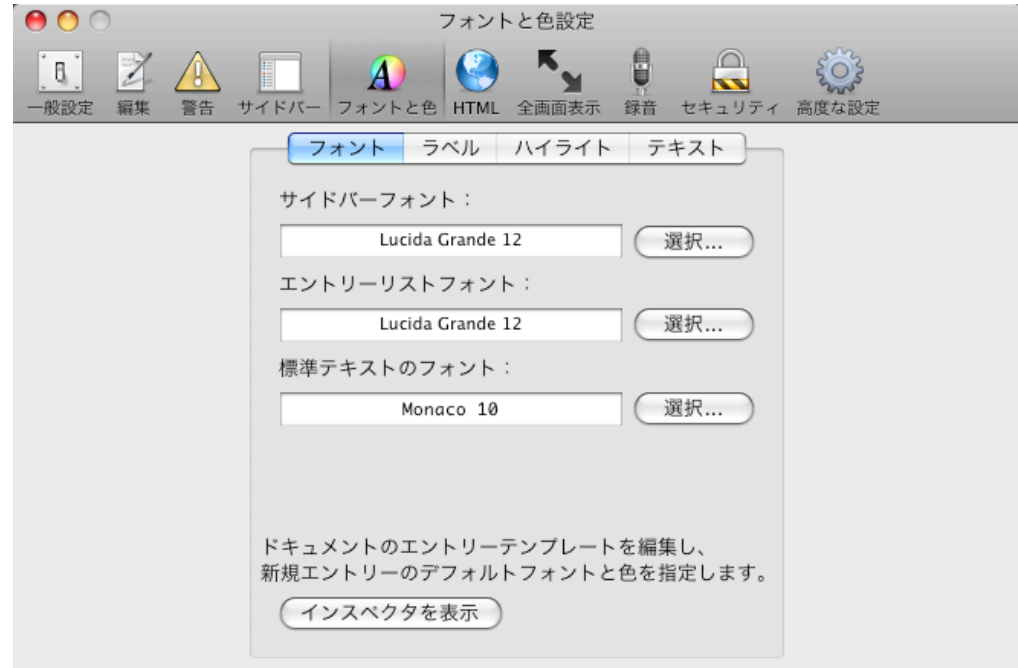 フォントと色設定
一般設定 編集 警告 サイドバー フォントと色 HTML 全画面表示 録音 セキュリティ 高度な設定
フォント ラベル ハイライト テキスト
サイドバーフォント：
Lucida Grande 12 選択...
エントリーリストフォント：
Lucida Grande 12 選択...
標準テキストのフォント：
Monaco 10 選択...
ドキュメントのエントリーテンプレートを編集し、
新規エントリーのデフォルトフォントと色を指定します。
インスペクタを表示